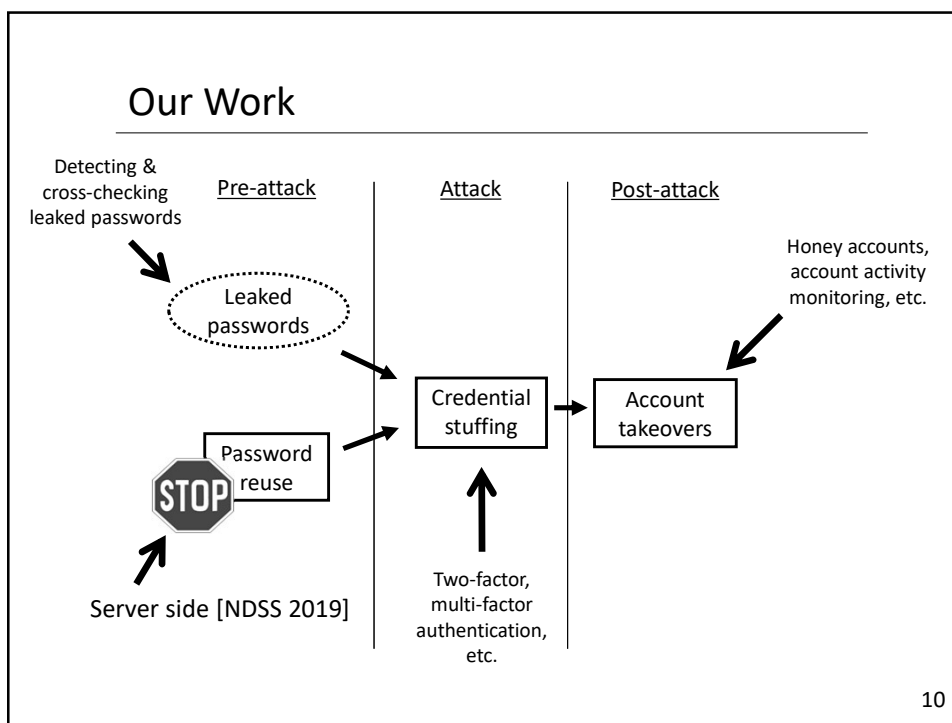 Our Work
Detecting &
cross-checking
leaked passwords
Pre-attack
Attack
Post-attack
Honey accounts,
account activity
monitoring, etc.
Leaked
passwords
Credential
stuffing
Account
takeovers
Password
reuse
STOP
Server side [NDSS 2019]
Two-factor,
multi-factor
authentication,
etc.
10